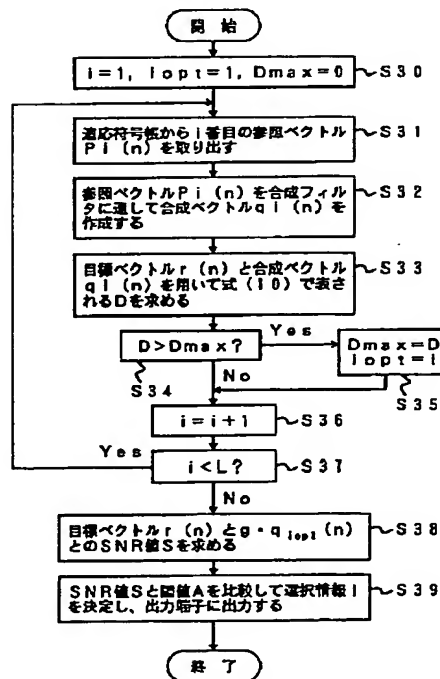 開 始
i=1, iopt=1, Dmax=0
S30
適応符号帳からi番目の参照ベクトル
Pi(n)を取り出す
S31
参照ベクトルPi(n)を合成フィル
タに通して合成ベクトルqi(n)を
作成する
S32
目標ベクトルr(n)と合成ベクトル
qi(n)を用いて式(10)で表
されるDを求める
S33
D>Dmax?
Yes
S34
No
Dmax=D
iopt=i
S35
i=i+1
S36
Yes
i<L?
S37
No
目標ベクトルr(n)とg・qiopt(n)
とのSNR値Sを求める
S38
SNR値Sと閾値Aを比較して選択情報I
を決定し、出力端子に出力する
S39
終 了